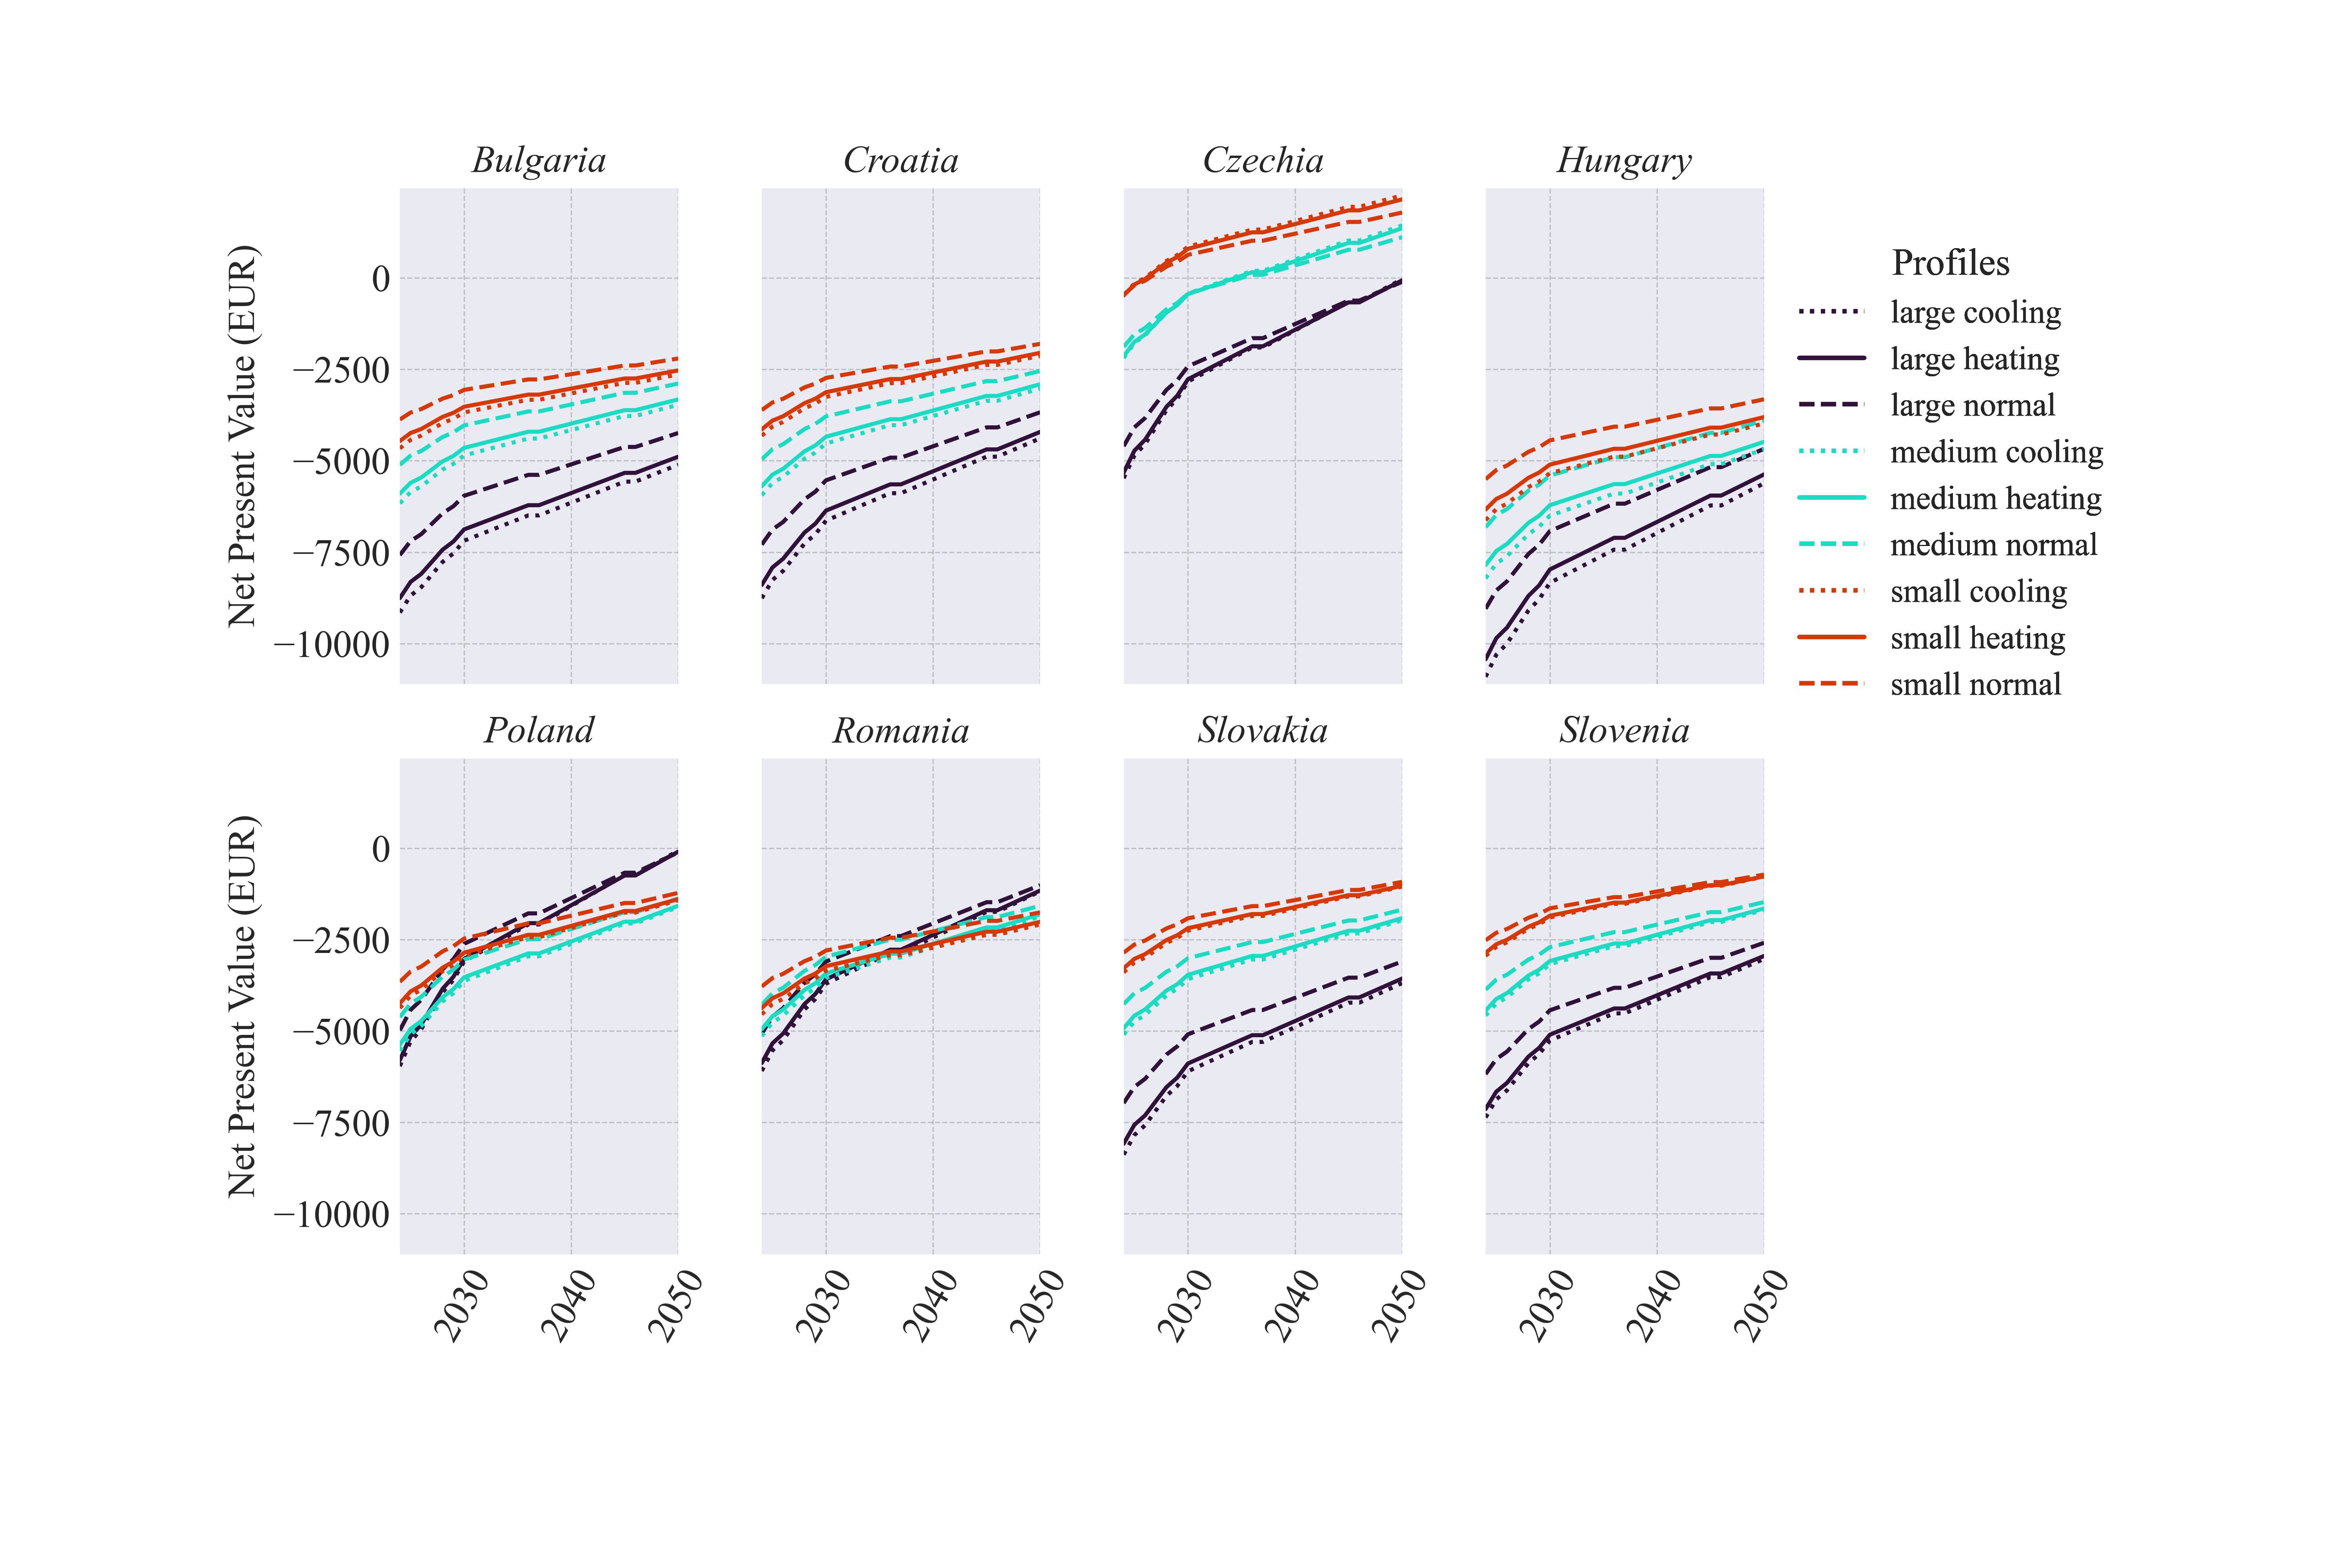 Bulgaria
Croatia
Czechia
Hungary
Net Present Value (EUR)
0
−2500
−5000
−7500
−10000
Profiles
large cooling
large heating
large normal
medium cooling
medium heating
medium normal
small cooling
small heating
small normal
Poland
Romania
Slovakia
Slovenia
Net Present Value (EUR)
0
−2500
−5000
−7500
−10000
2030
2040
2050
2030
2040
2050
2030
2040
2050
2030
2040
2050